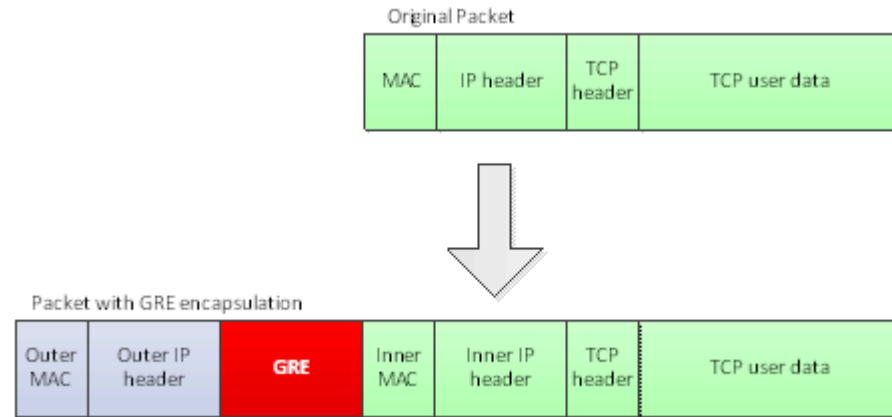 Original Packet
MAC
IP header
TCP
header
TCP user data
Packet with GRE encapsulation
Outer
MAC
Outer IP
header
GRE
Inner
MAC
Inner IP
header
TCP
header
TCP user data